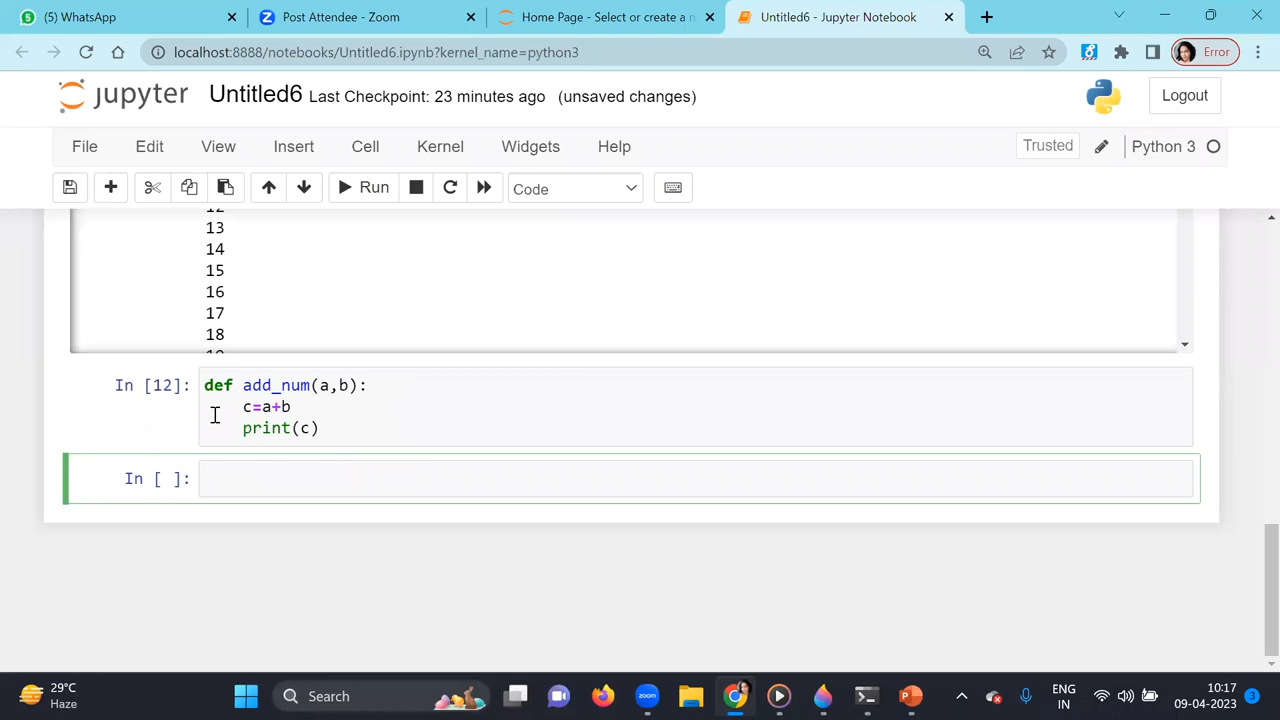 (5) WhatsApp
Post Attendee - Zoom
Home Page - Select or create a n
Untitled6 - Jupyter Notebook
localhost:8888/notebooks/Untitled6.ipynb?kernel_name=python3
Error
jupyter
Untitled6 Last Checkpoint: 23 minutes ago (unsaved changes)
Logout
File Edit View Insert Cell Kernel Widgets Help
Trusted
Python 3
Run
Code
12
13
14
15
16
17
18
In [12]: def add_num(a,b):
c=a+b
print(c)
In [ ]:
29°C
Haze
Search
zoom
ENG
IN
10:17
09-04-2023
3